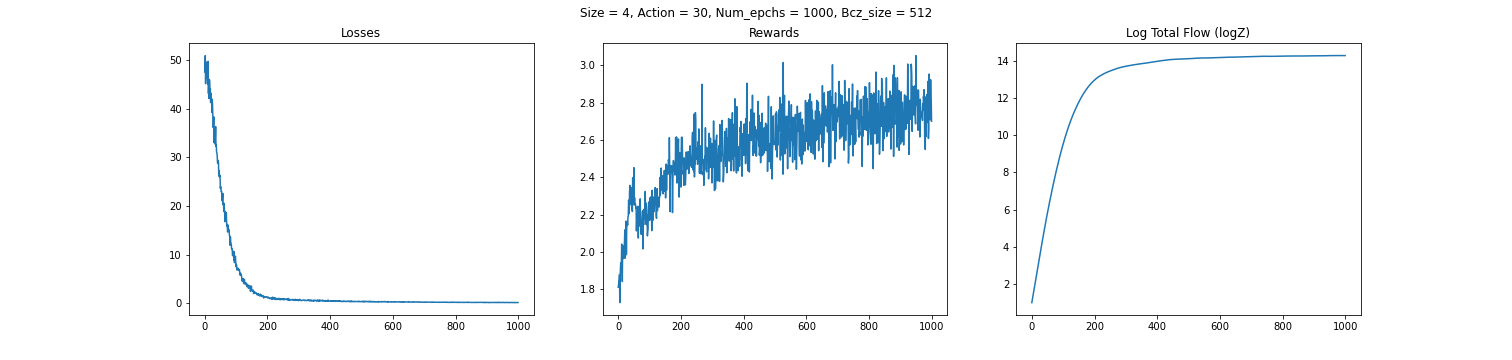 Size = 4, Action = 30, Num_epchs = 1000, Bcz_size = 512
Losses
50
40
30
20
10
0
0 200 400 600 800 1000
Rewards
3.0
2.8
2.6
2.4
2.2
2.0
1.8
0 200 400 600 800 1000
Log Total Flow (logZ)
14
12
10
8
6
4
2
0 200 400 600 800 1000